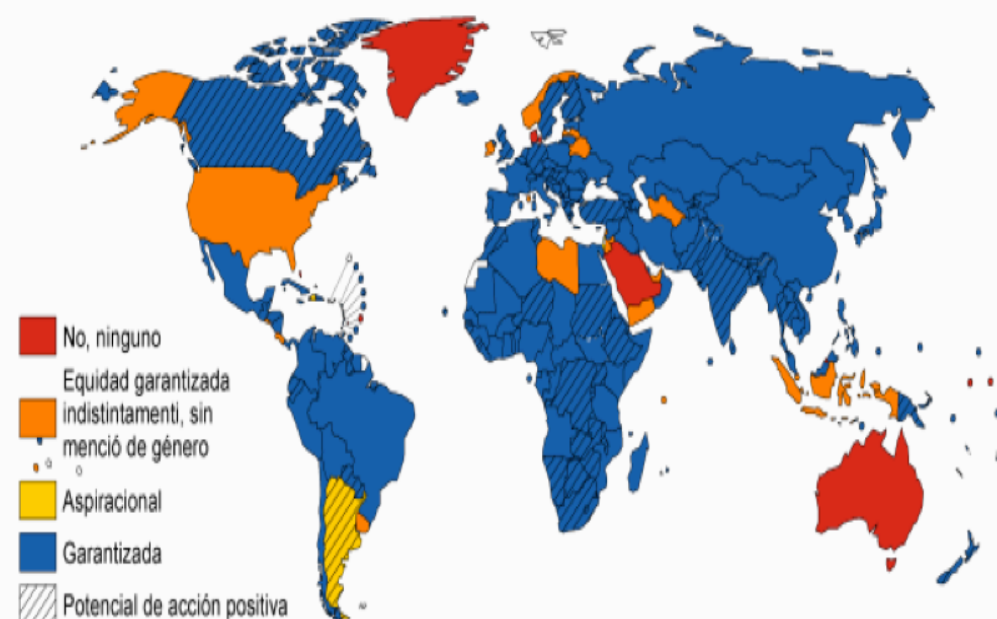 No, ninguno
Equidad garantizada
indistintamenti, sin
menció de género
Aspiracional
Garantizada
Potencial de acción positiva